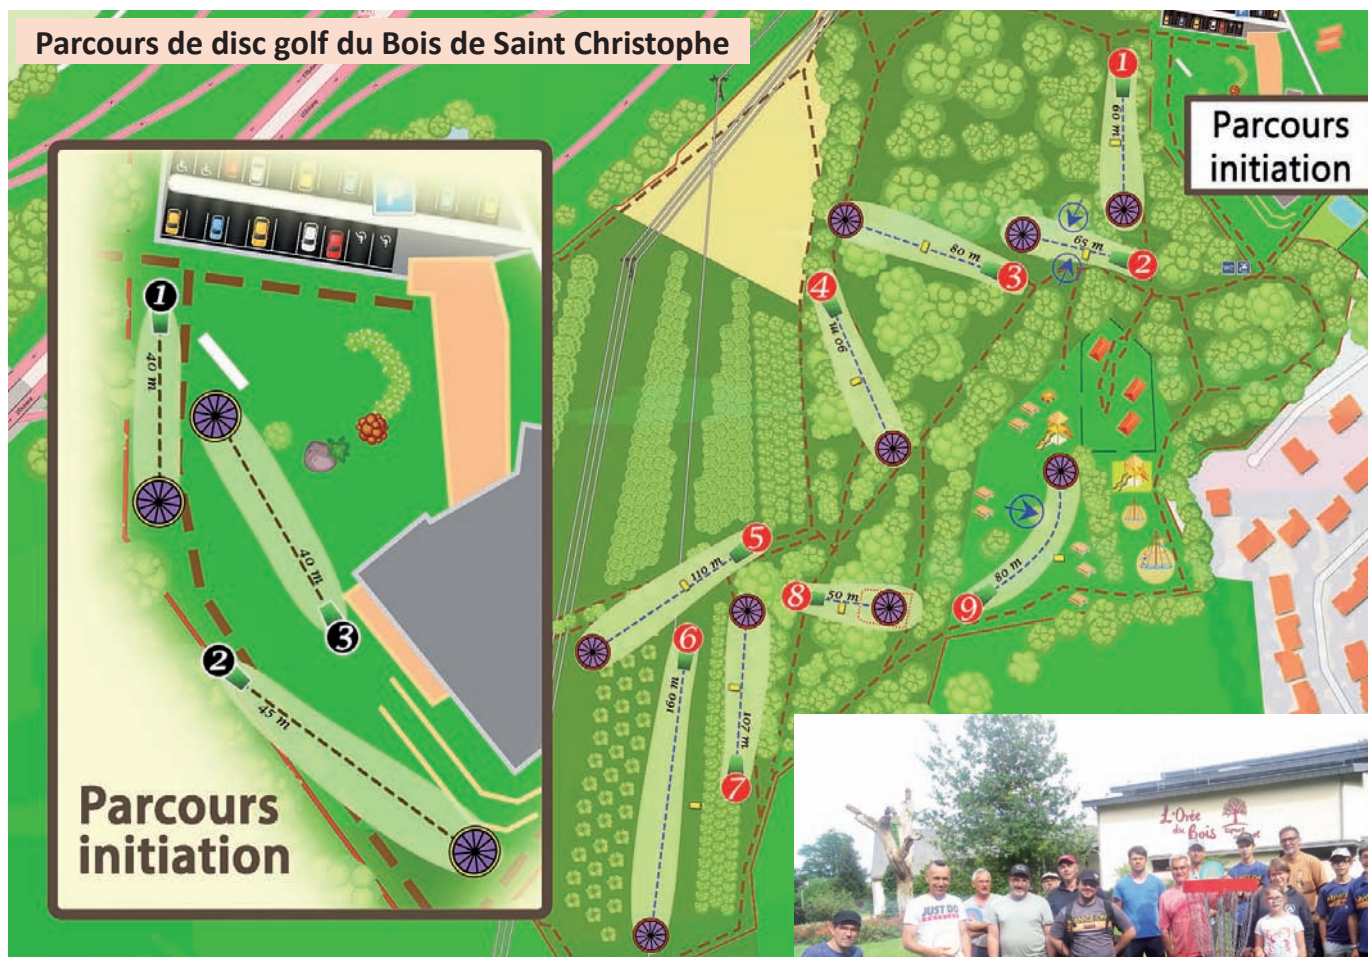 Parcours de disc golf du Bois de Saint Christophe
Parcours
initiation
1
60 m
2
65 m
3
80 m
4
90 m
5
110 m
6
160 m
7
107 m
8
50 m
9
80 m
WC
P
1
40 m
2
45 m
3
40 m
Parcours
initiation
L'Orée
du Bois
JUST DO